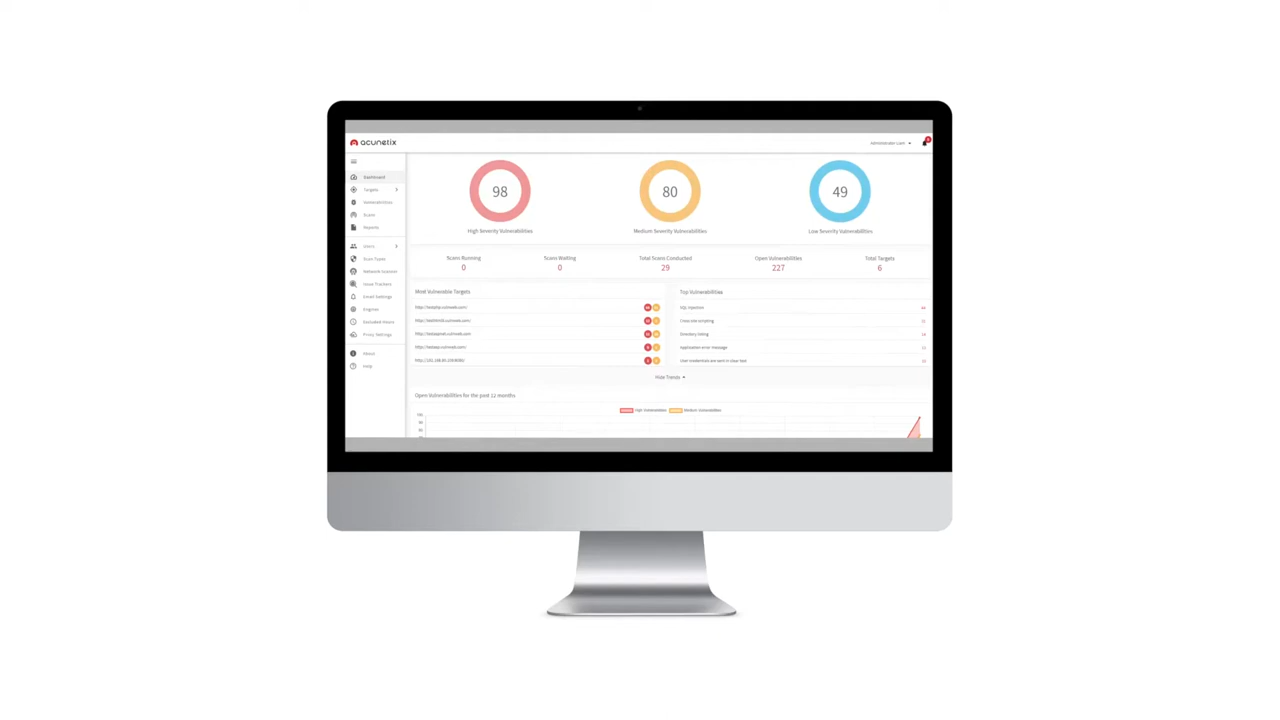 acunetix
Administrator Liam
Dashboard
Targets
Vulnerabilities
Scans
Reports
Users
Scan Types
Network Scanner
Issue Trackers
Email Settings
Engines
Excluded Hours
Proxy Settings
About
Help
98
80
49
High Severity Vulnerabilities
Medium Severity Vulnerabilities
Low Severity Vulnerabilities
Scans Running
Scans Waiting
Total Scans Conducted
Open Vulnerabilities
Total Targets
0
0
29
227
6
Most Vulnerable Targets
Top Vulnerabilities
SQL injection
Cross site scripting
Directory listing
Application error message
User credentials are sent in clear text
Hide Trends
Open Vulnerabilities for the past 12 months
High Vulnerabilities
Medium Vulnerabilities